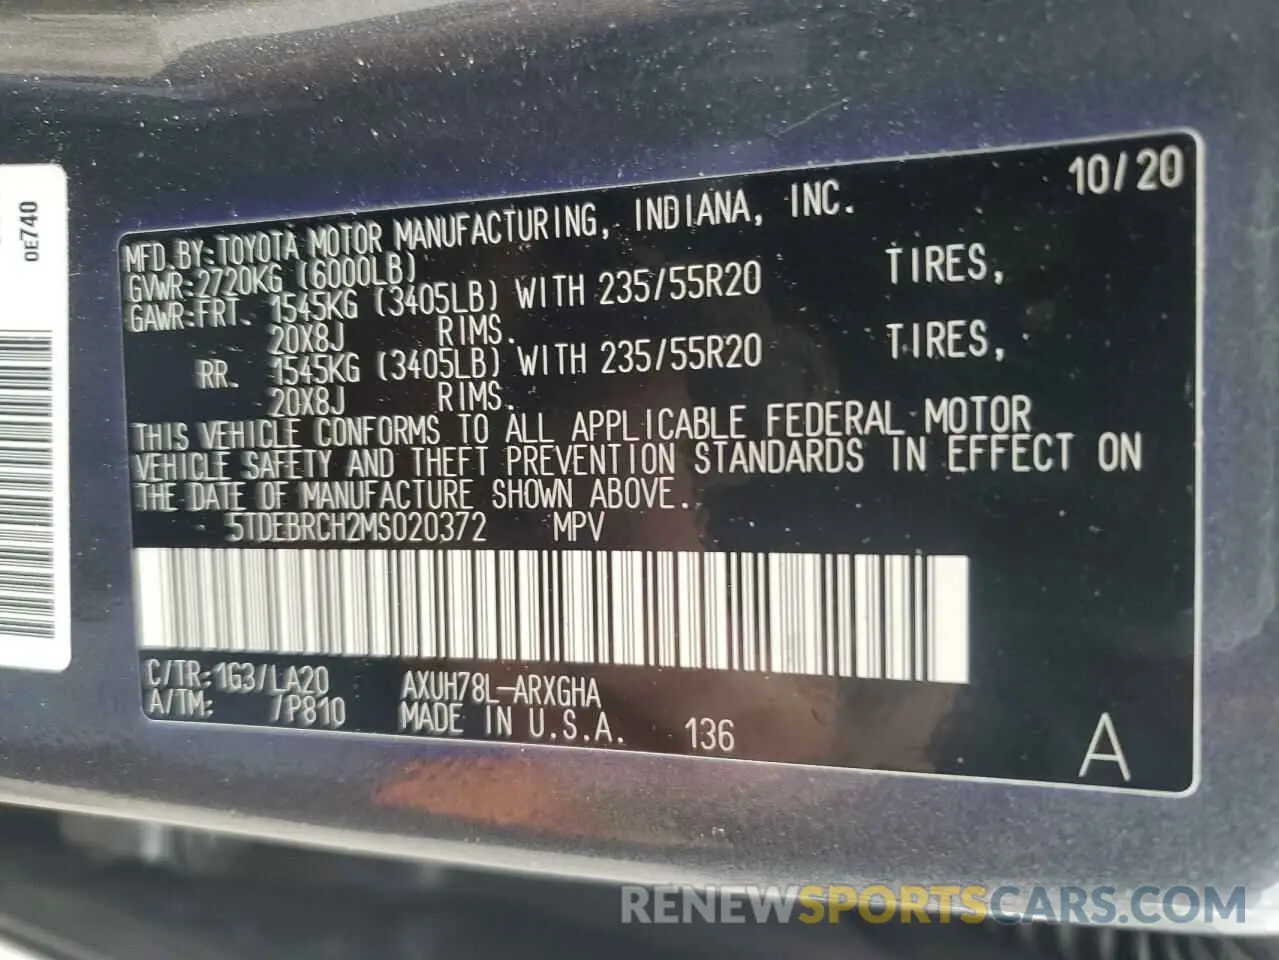 10/20
MFD.BY:TOYOTA MOTOR MANUFACTURING, INDIANA, INC.
GVWR:2720KG (6000LB)
GAWR:FRT. 1545KG (3405LB) WITH 235/55R20 TIRES,
20X8J RIMS.
RR. 1545KG (3405LB) WITH 235/55R20 TIRES,
20X8J RIMS.
THIS VEHICLE CONFORMS TO ALL APPLICABLE FEDERAL MOTOR
VEHICLE SAFETY AND THEFT PREVENTION STANDARDS IN EFFECT ON
THE DATE OF MANUFACTURE SHOWN ABOVE.
5TDEBRCH2MS020372 MPV
C/TR:1G3/LA20 AXUH78L-ARXGHA
A/TM: /P810 MADE IN U.S.A. 136
A
0E740
RENEWSPORTSCARS.COM